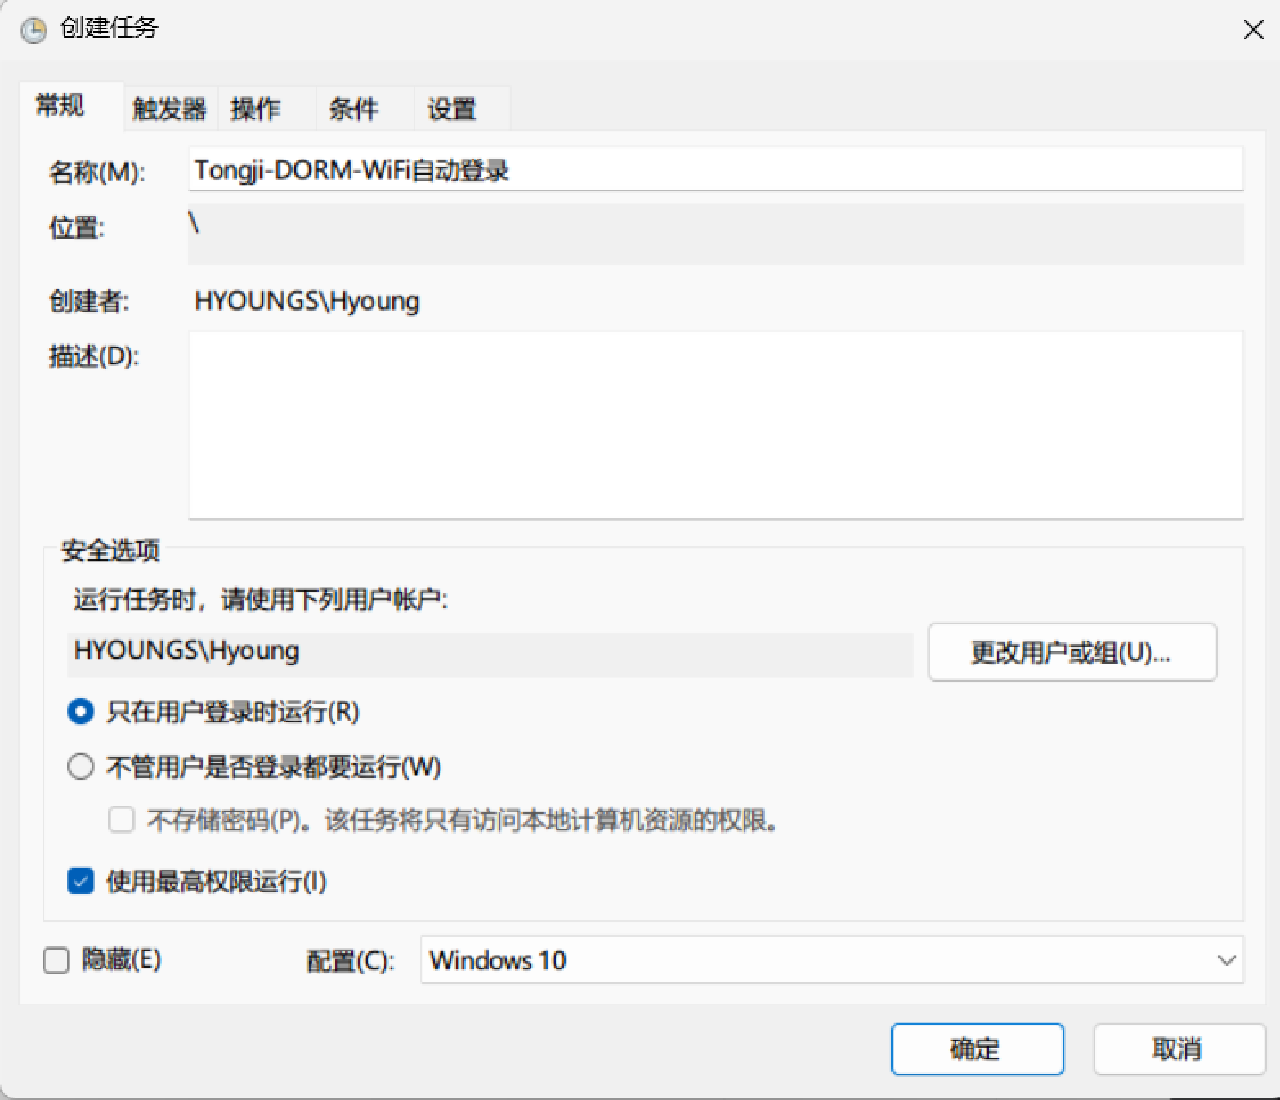 创建任务
常规 触发器 操作 条件 设置
名称(M): Tongji-DORM-WiFi自动登录
位置: \
创建者: HYOUNGS\Hyoung
描述(D):
安全选项
运行任务时，请使用下列用户帐户:
HYOUNGS\Hyoung 更改用户或组(U)...
只在用户登录时运行(R)
不管用户是否登录都要运行(W)
不存储密码(P)。该任务将只有访问本地计算机资源的权限。
使用最高权限运行(I)
隐藏(E) 配置(C): Windows 10
确定 取消